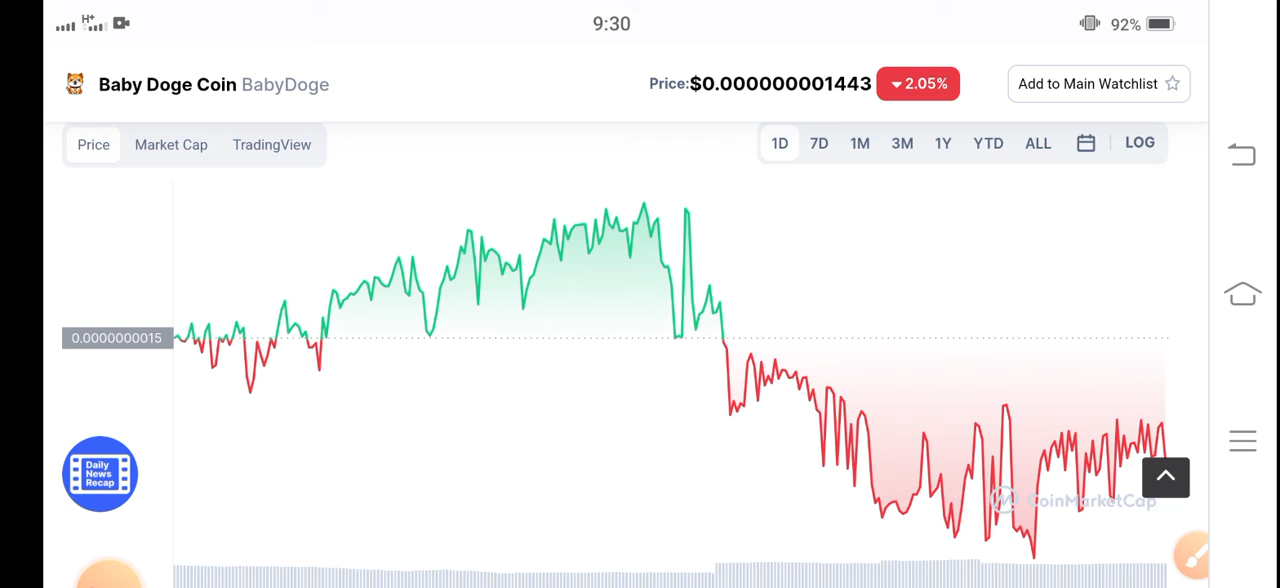 H+
9:30
92%
Baby Doge Coin BabyDoge
Price:$0.000000001443
2.05%
Add to Main Watchlist
Price Market Cap TradingView
1D 7D 1M 3M 1Y YTD ALL LOG
0.0000000015
Daily
News
Recap
CoinMarketCap